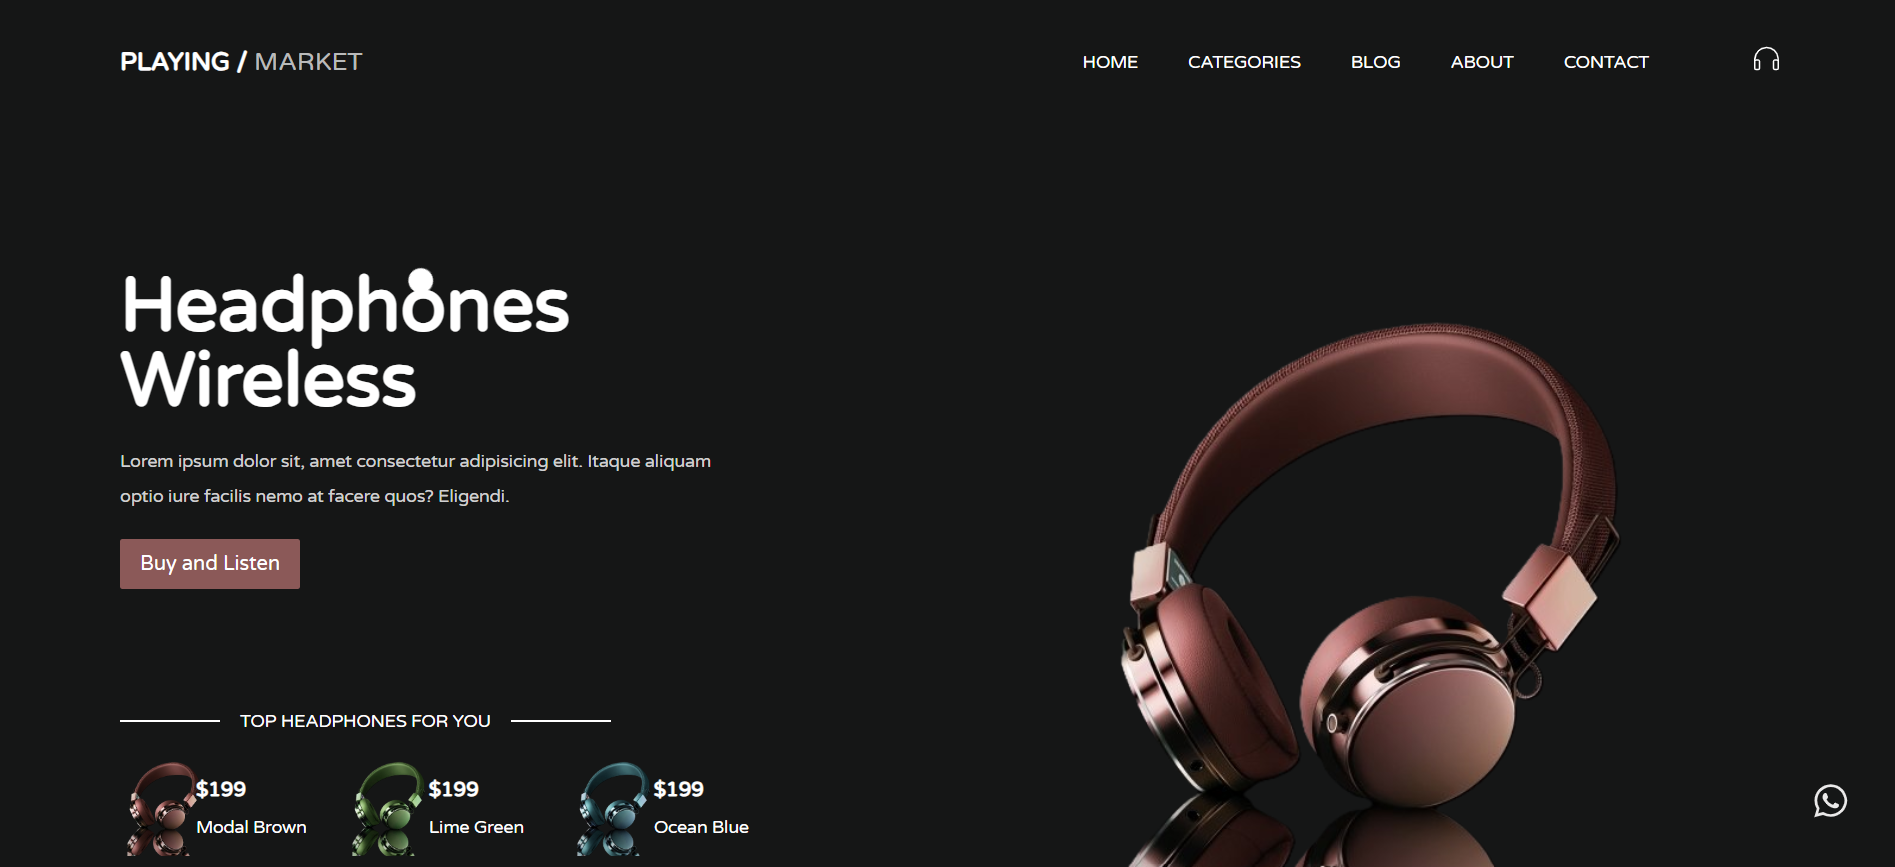 PLAYING / MARKET
HOME CATEGORIES BLOG ABOUT CONTACT
Headphones
Wireless
Lorem ipsum dolor sit, amet consectetur adipisicing elit. Itaque aliquam
optio iure facilis nemo at facere quos? Eligendi.
Buy and Listen
TOP HEADPHONES FOR YOU
$199
Modal Brown
$199
Lime Green
$199
Ocean Blue